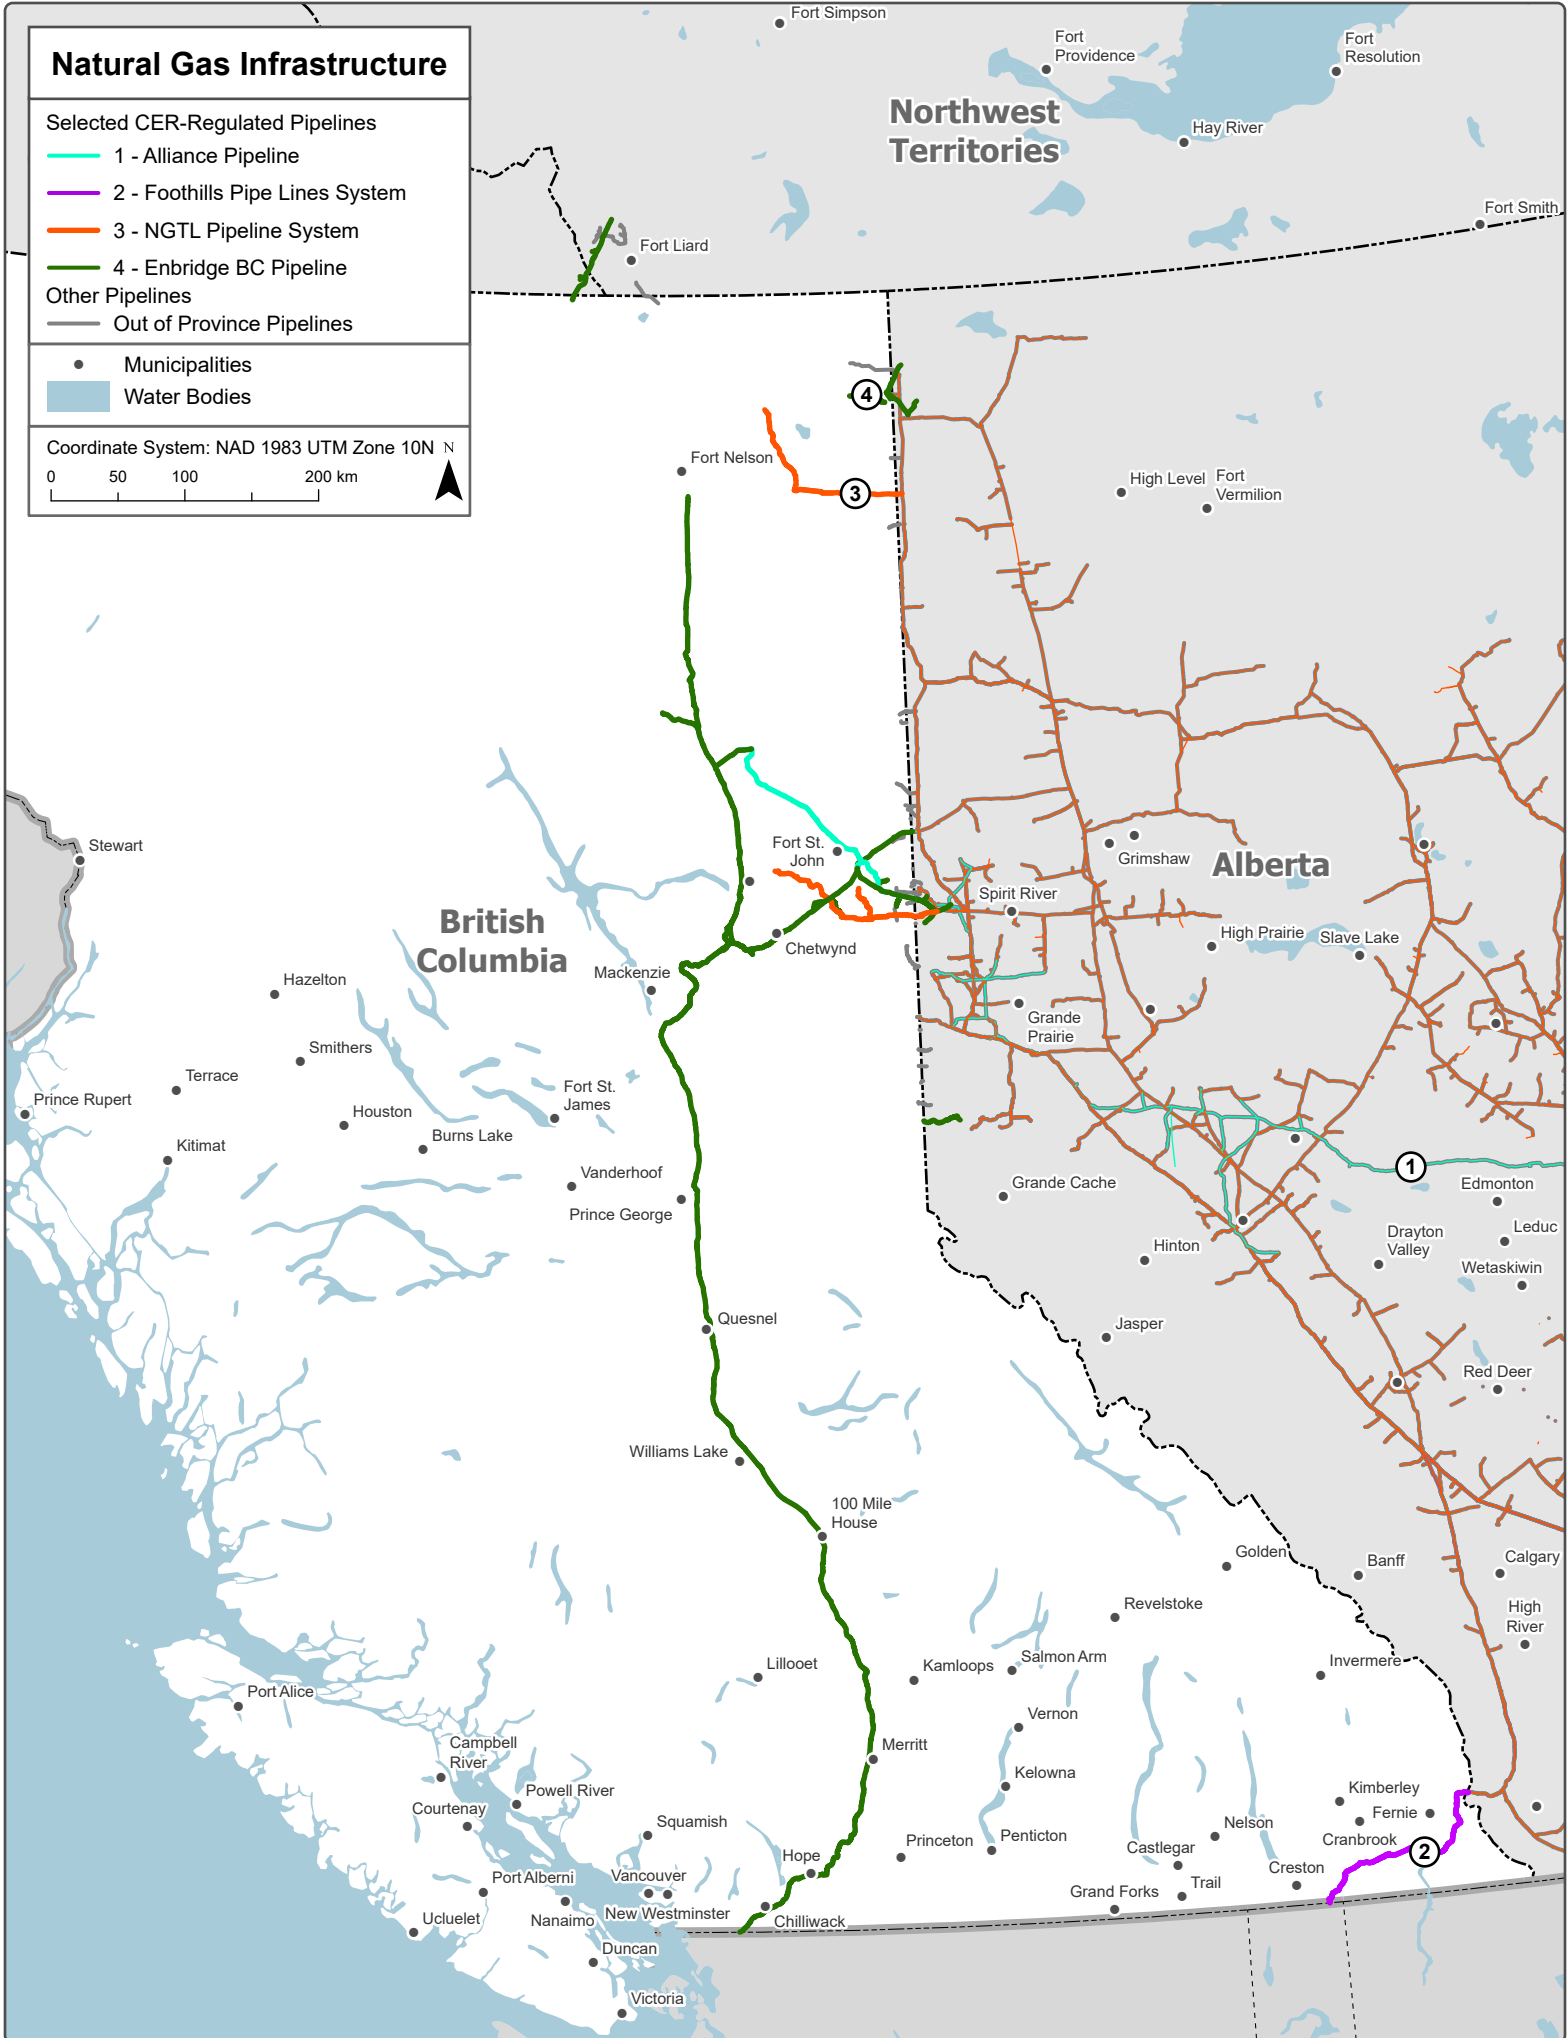 Natural Gas Infrastructure
Selected CER-Regulated Pipelines
1 - Alliance Pipeline
2 - Foothills Pipe Lines System
3 - NGTL Pipeline System
4 - Enbridge BC Pipeline
Other Pipelines
Out of Province Pipelines
Municipalities
Water Bodies
Coordinate System: NAD 1983 UTM Zone 10N
N
0 50 100 200 km
Fort Simpson
Fort
Providence
Fort
Resolution
Northwest
Territories
Hay River
Fort Smith
Fort Liard
4
Fort Nelson
3
High Level
Fort
Vermilion
Stewart
Fort St.
John
Grimshaw
Alberta
Spirit River
British
Columbia
Chetwynd
High Prairie
Slave Lake
Mackenzie
Hazelton
Grande
Prairie
Smithers
Terrace
Prince Rupert
Houston
Fort St.
James
Burns Lake
Kitimat
Vanderhoof
Prince George
1
Grande Cache
Edmonton
Leduc
Drayton
Valley
Hinton
Wetaskiwin
Quesnel
Jasper
Red Deer
Williams Lake
100 Mile
House
Golden
Banff
Calgary
Revelstoke
High
River
Lillooet
Kamloops
Salmon Arm
Invermere
Port Alice
Vernon
Campbell
River
Merritt
Kelowna
Powell River
Kimberley
Courtenay
Fernie
Squamish
Nelson
Princeton
Penticton
Castlegar
Cranbrook
2
Hope
Creston
Port Alberni
Vancouver
Trail
Grand Forks
New Westminster
Ucluelet
Nanaimo
Chilliwack
Duncan
Victoria